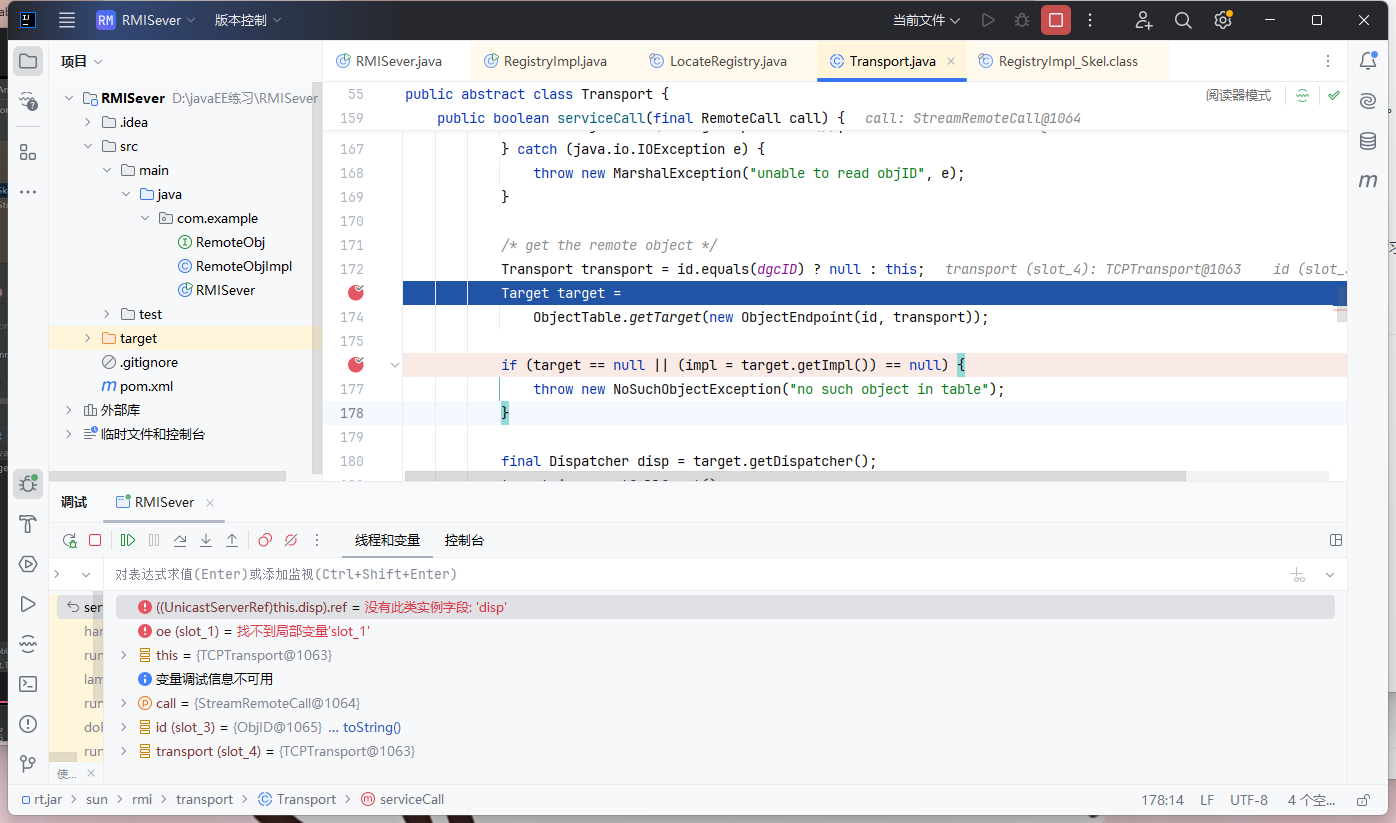 RM RMISever 版本控制 当前文件
项目
RMISever.java RegistryImpl.java LocateRegistry.java Transport.java RegistryImpl_Skel.class
RMISever D:\javaEE练习\RMISever
.idea
src
main
java
com.example
RemoteObj
RemoteObjImpl
RMISever
test
target
.gitignore
pom.xml
外部库
临时文件和控制台
阅读器模式
55 public abstract class Transport {
159 public boolean serviceCall(final RemoteCall call) { call: StreamRemoteCall@1064
167 } catch (java.io.IOException e) {
168 throw new MarshalException("unable to read objID", e);
169 }
170
171 /* get the remote object */
172 Transport transport = id.equals(dgcID) ? null : this; transport (slot_4): TCPTransport@1063 id (slot_
Target target =
174 ObjectTable.getTarget(new ObjectEndpoint(id, transport));
175
if (target == null || (impl = target.getImpl()) == null) {
177 throw new NoSuchObjectException("no such object in table");
178 }
179
180 final Dispatcher disp = target.getDispatcher();
调试 RMISever
线程和变量 控制台
对表达式求值(Enter)或添加监视(Ctrl+Shift+Enter)
ser
har
run
lam
run
doF
run
使...
((UnicastServerRef)this.disp).ref = 没有此类实例字段: 'disp'
oe (slot_1) = 找不到局部变量'slot_1'
this = {TCPTransport@1063}
变量调试信息不可用
call = {StreamRemoteCall@1064}
id (slot_3) = {ObjID@1065} ... toString()
transport (slot_4) = {TCPTransport@1063}
rt.jar > sun > rmi > transport > Transport > serviceCall 178:14 LF UTF-8 4 个空...